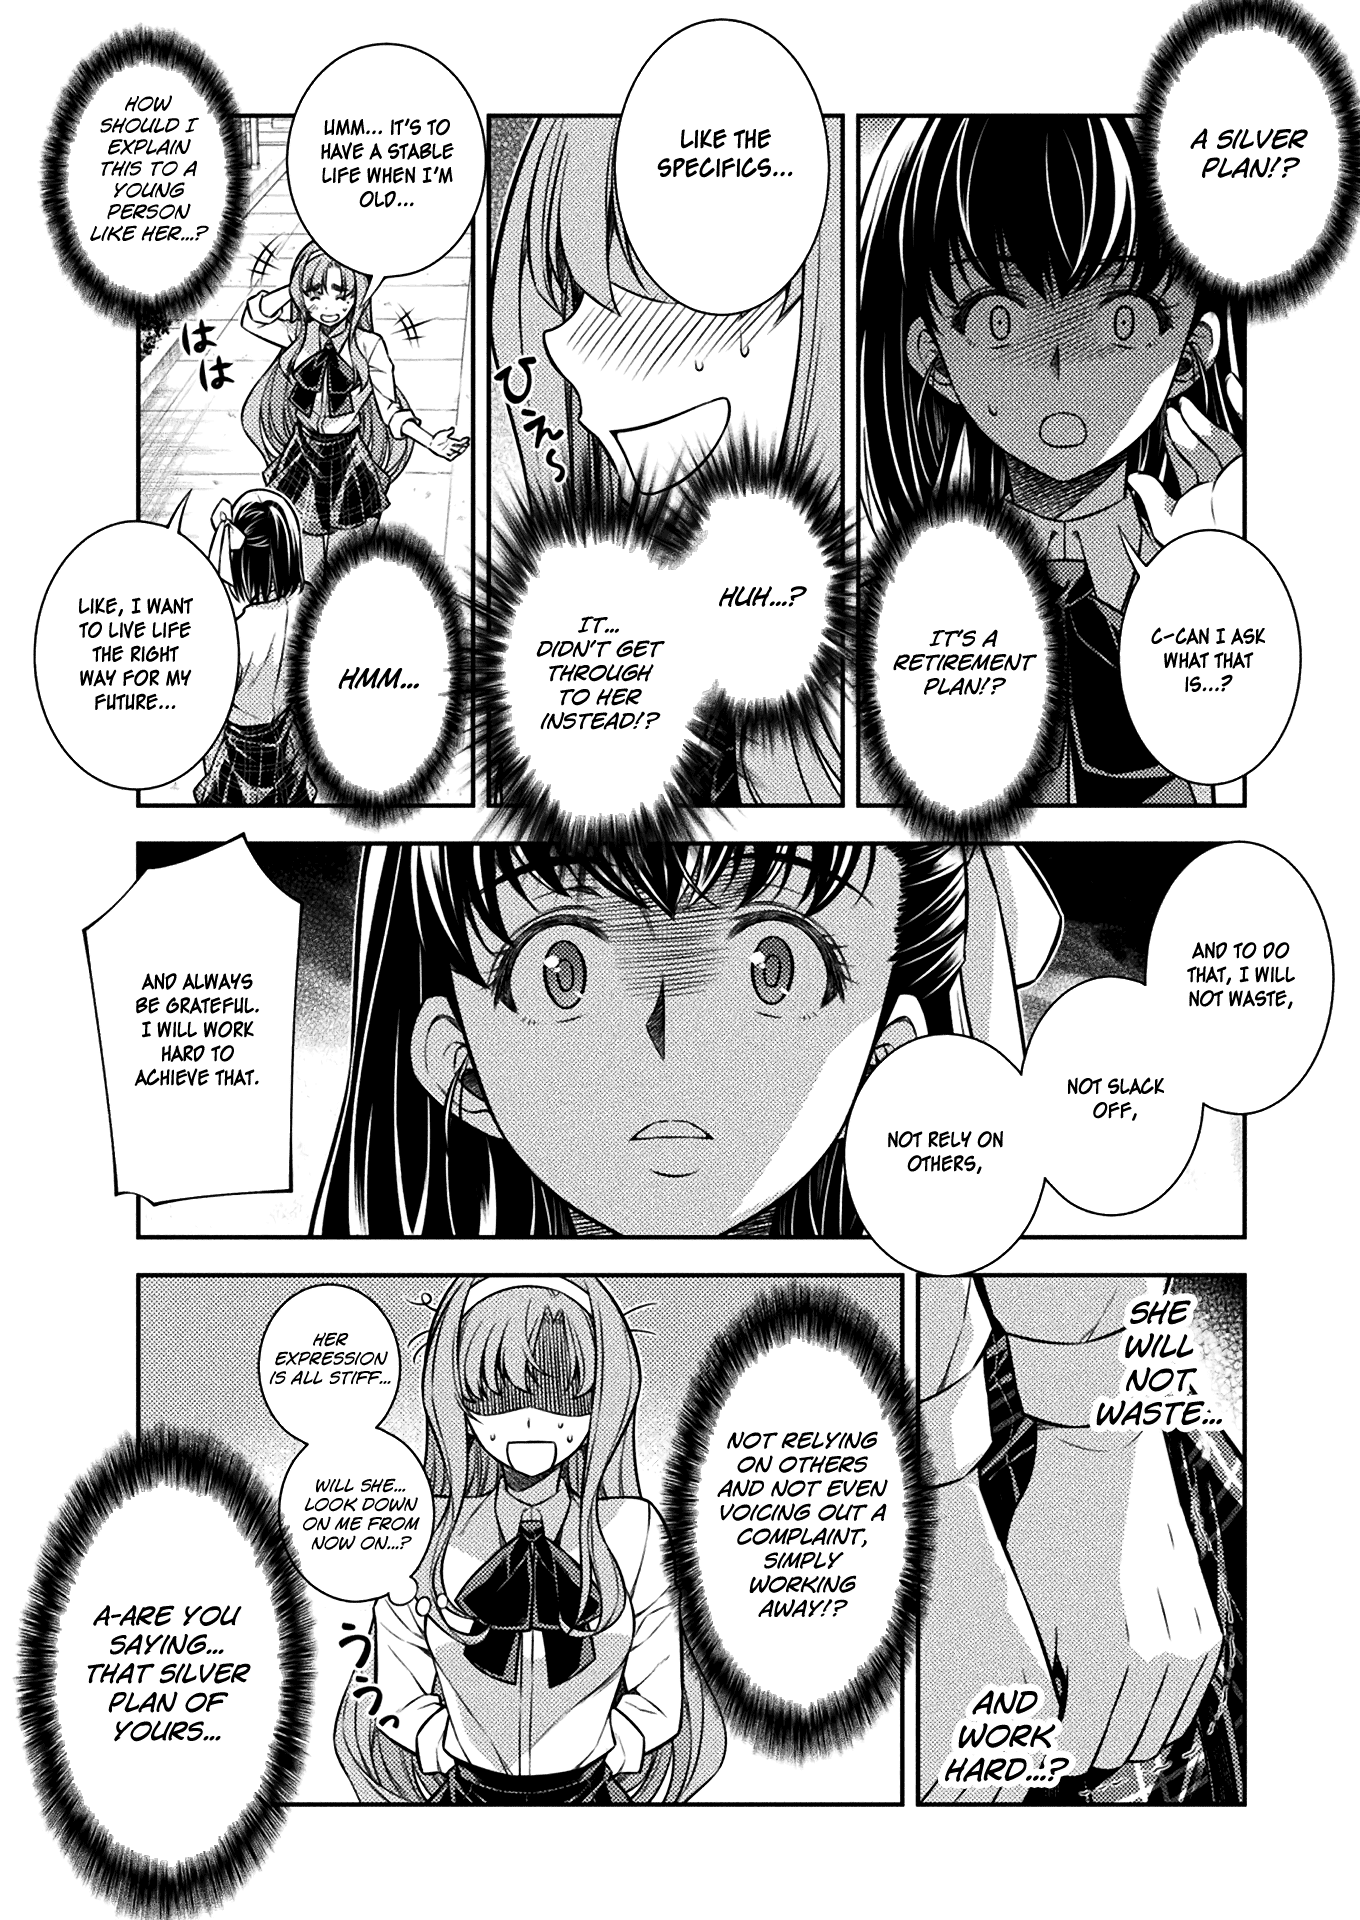 A SILVER
PLAN!?
C-CAN I ASK
WHAT THAT
IS...?
IT'S A
RETIREMENT
PLAN!?
LIKE THE
SPECIFICS...
ひぇ〜
HUH...?
IT...
DIDN'T GET
THROUGH
TO HER
INSTEAD!?
UMM... IT'S TO
HAVE A STABLE
LIFE WHEN I'M
OLD...
HOW
SHOULD I
EXPLAIN
THIS TO A
YOUNG
PERSON
LIKE HER...?
はは
HMM...
LIKE, I WANT
TO LIVE LIFE
THE RIGHT
WAY FOR MY
FUTURE...
AND TO DO
THAT, I WILL
NOT WASTE,
NOT SLACK
OFF,
NOT RELY ON
OTHERS,
AND ALWAYS
BE GRATEFUL.
I WILL WORK
HARD TO
ACHIEVE THAT.
SHE
WILL
NOT
WASTE...
AND
WORK
HARD...?
NOT RELYING
ON OTHERS
AND NOT EVEN
VOICING OUT A
COMPLAINT,
SIMPLY
WORKING
AWAY!?
HER
EXPRESSION
IS ALL STIFF...
WILL SHE...
LOOK DOWN
ON ME FROM
NOW ON...?
うううっ
A-ARE YOU
SAYING...
THAT SILVER
PLAN OF
YOURS...